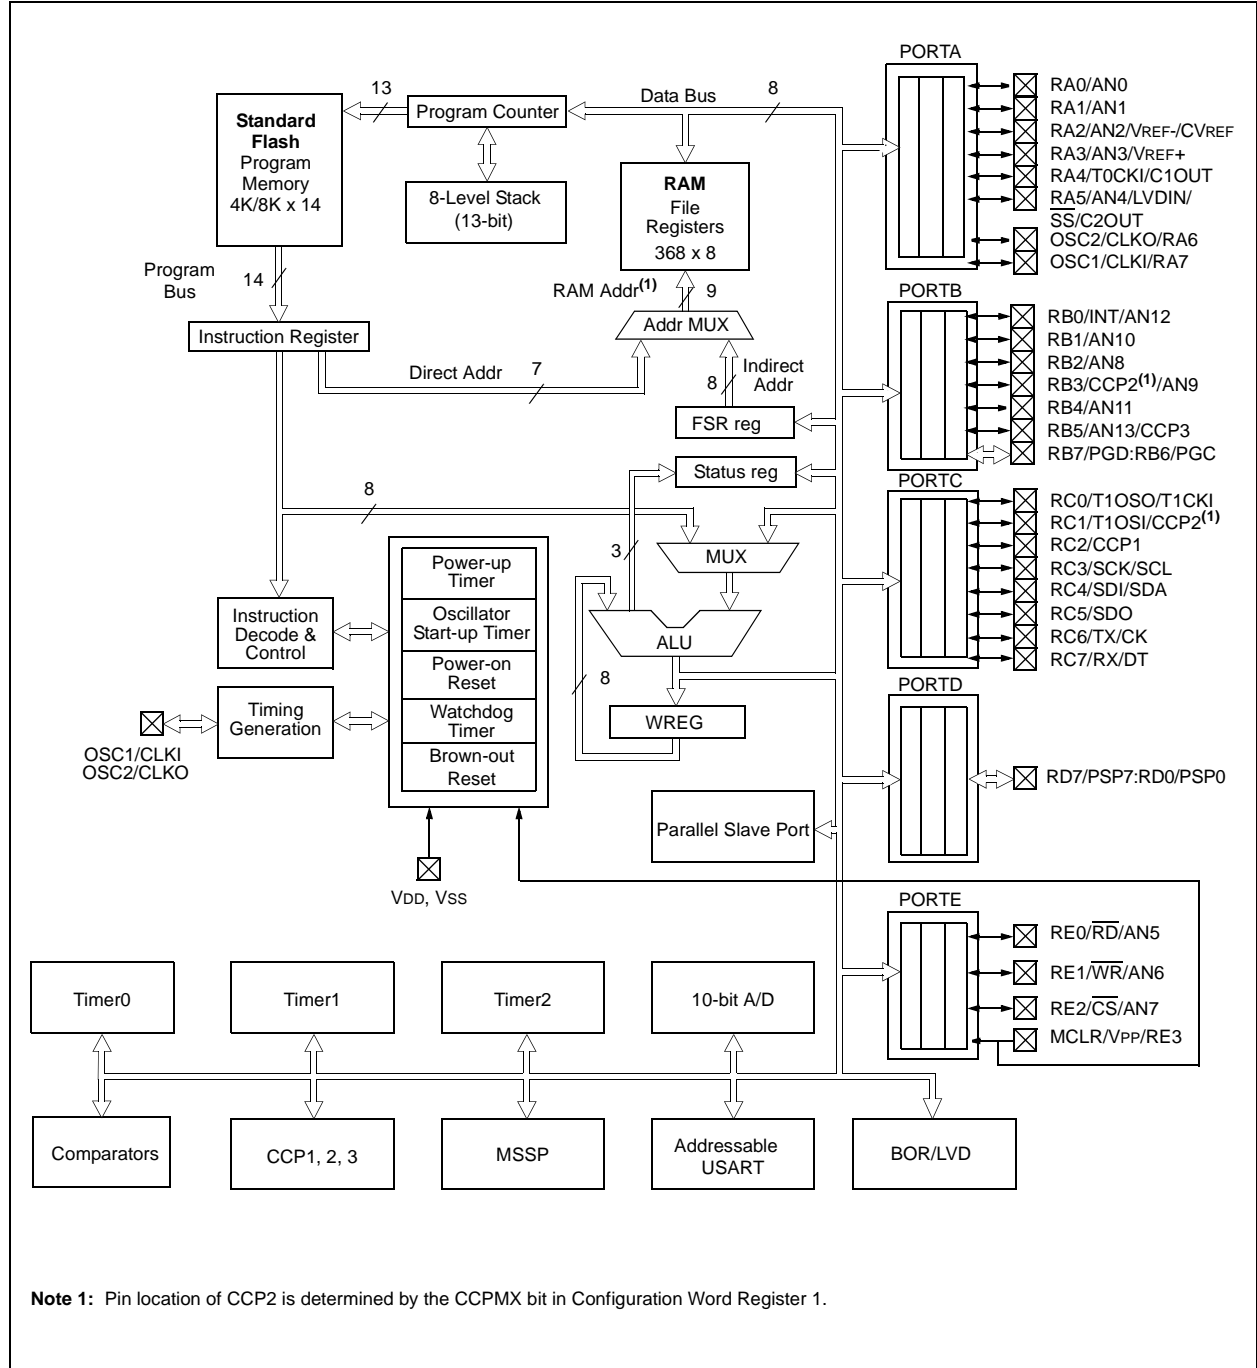 PORTA
RA0/AN0
RA1/AN1
RA2/AN2/VREF-/CVREF
RA3/AN3/VREF+
RA4/T0CKI/C1OUT
RA5/AN4/LVDIN/
SS/C2OUT
OSC2/CLKO/RA6
OSC1/CLKI/RA7
13
Data Bus
8
Program Counter
Standard
Flash
Program
Memory
4K/8K x 14
8-Level Stack
(13-bit)
RAM
File
Registers
368 x 8
Program
Bus
14
RAM Addr(1)
9
Addr MUX
Instruction Register
Direct Addr
7
8
Indirect
Addr
FSR reg
Status reg
PORTB
RB0/INT/AN12
RB1/AN10
RB2/AN8
RB3/CCP2(1)/AN9
RB4/AN11
RB5/AN13/CCP3
RB7/PGD:RB6/PGC
PORTC
RC0/T1OSO/T1CKI
RC1/T1OSI/CCP2(1)
RC2/CCP1
RC3/SCK/SCL
RC4/SDI/SDA
RC5/SDO
RC6/TX/CK
RC7/RX/DT
8
3
MUX
ALU
8
WREG
Power-up
Timer
Oscillator
Start-up Timer
Power-on
Reset
Watchdog
Timer
Brown-out
Reset
Instruction
Decode &
Control
Timing
Generation
OSC1/CLKI
OSC2/CLKO
VDD, VSS
Parallel Slave Port
PORTD
RD7/PSP7:RD0/PSP0
PORTE
RE0/RD/AN5
RE1/WR/AN6
RE2/CS/AN7
MCLR/VPP/RE3
Timer0
Timer1
Timer2
10-bit A/D
Comparators
CCP1, 2, 3
MSSP
Addressable
USART
BOR/LVD
Note 1: Pin location of CCP2 is determined by the CCPMX bit in Configuration Word Register 1.